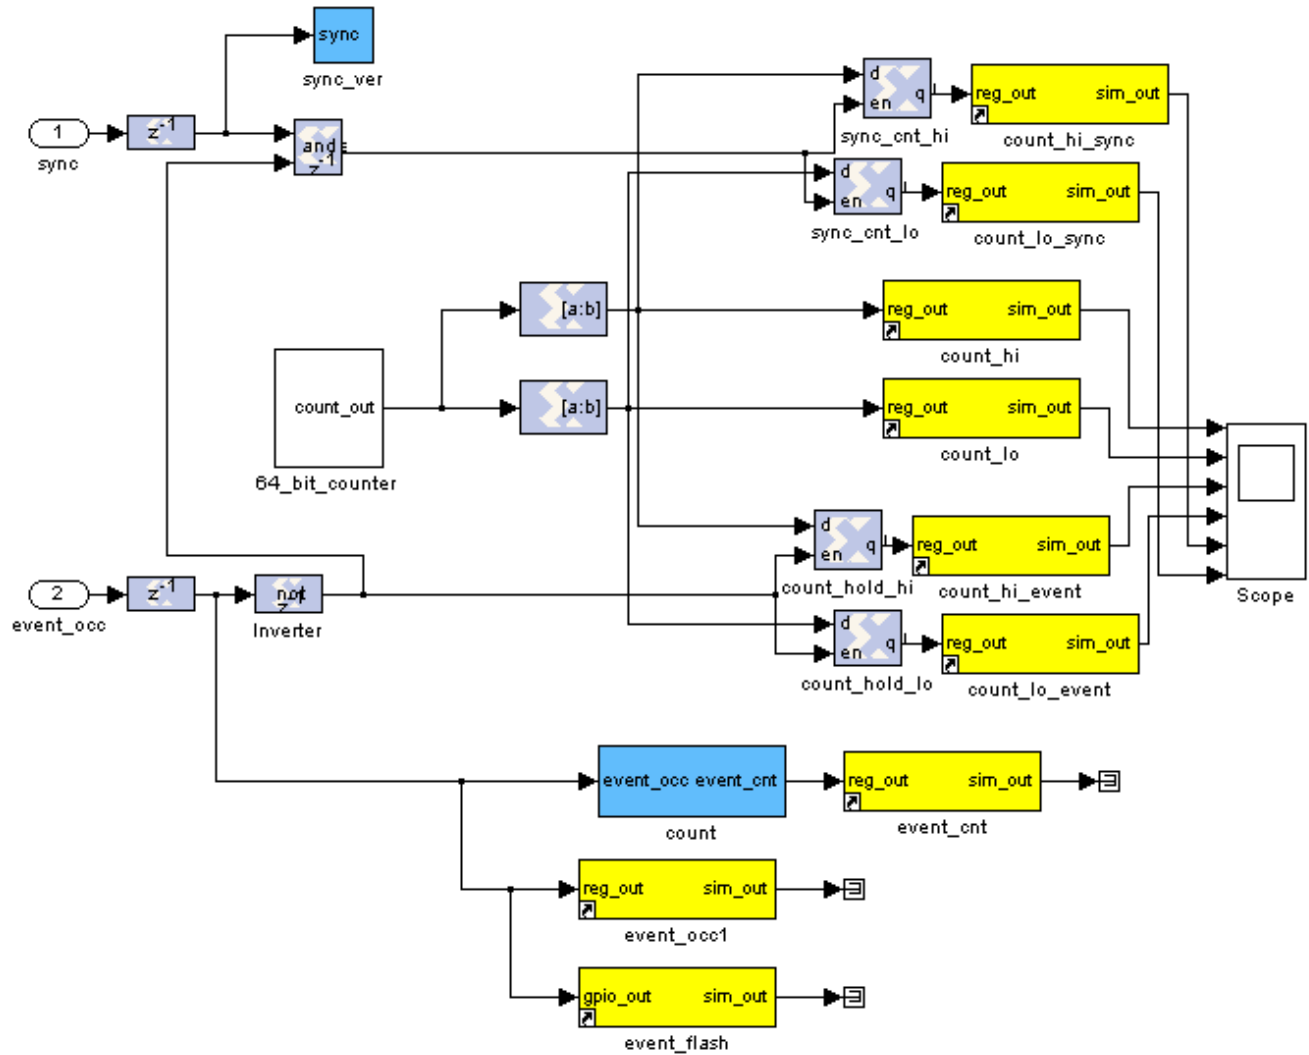 sync
sync_ver
1
sync
z-1
and
z-1
d
en
q
sync_cnt_hi
reg_out sim_out
count_hi_sync
d
en
q
sync_cnt_lo
reg_out sim_out
count_lo_sync
[a:b]
reg_out sim_out
count_hi
count_out
64_bit_counter
[a:b]
reg_out sim_out
count_lo
d
en
q
count_hold_hi
reg_out sim_out
count_hi_event
Scope
2
event_occ
z-1
not
Inverter
d
en
q
count_hold_lo
reg_out sim_out
count_lo_event
event_occ event_cnt
count
reg_out sim_out
event_cnt
reg_out sim_out
event_occ1
gpio_out sim_out
event_flash